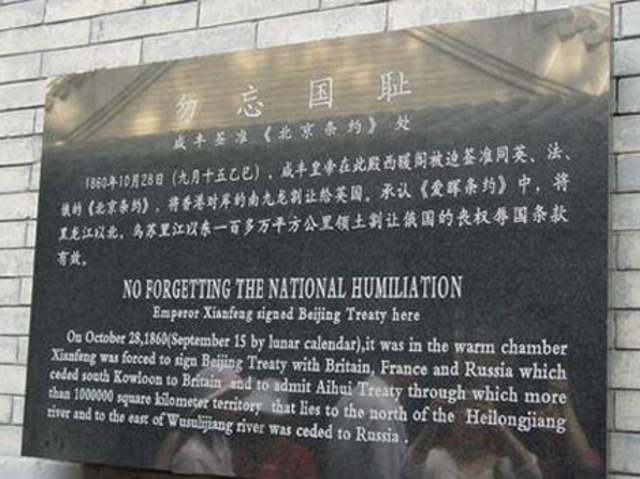 勿忘国耻
咸丰签准《北京条约》处
1860年10月28日（九月十五乙巳），咸丰皇帝在此殿西暖阁被迫签准同英、法、
俄的《北京条约》，将香港对岸的南九龙割让给英国。承认《爱晖条约》中，将
黑龙江以北，乌苏里江以东一百多万平方公里领土割让俄国的丧权辱国条款
有效。
NO FORGETTING THE NATIONAL HUMILIATION
Emperor Xianfeng signed Beijing Treaty here
On October 28,1860(September 15 by lunar calendar),it was in the warm chamber
Xianfeng was forced to sign Beijing Treaty with Britain, France and Russia which
ceded south Kowloon to Britain and to admit Aihui Treaty through which more
than 1000000 square kilometer territory that lies to the north of the Heilongjiang
river and to the east of Wusulijiang river was ceded to Russia .